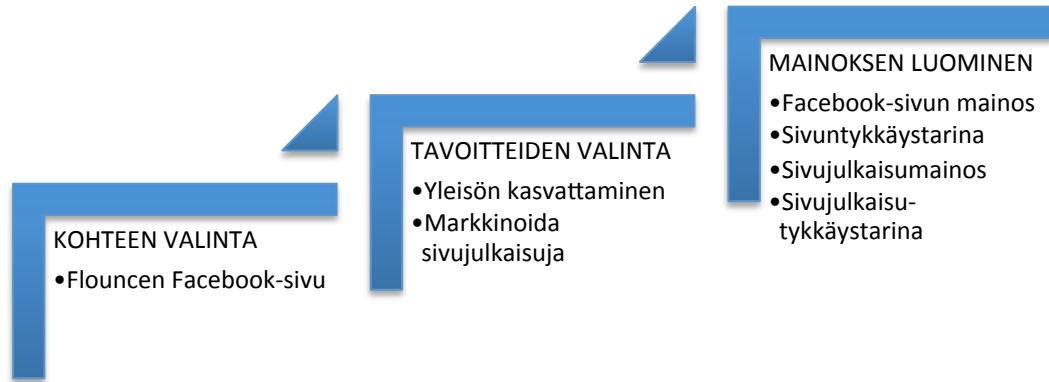 KOHTEEN VALINTA
•Flouncen Facebook-sivu
TAVOITTEIDEN VALINTA
•Yleisön kasvattaminen
•Markkinoida
sivujulkaisuja
MAINOKSEN LUOMINEN
•Facebook-sivun mainos
•Sivuntykkäystarina
•Sivujulkaisumainos
•Sivujulkaisu-
tykkäystarina